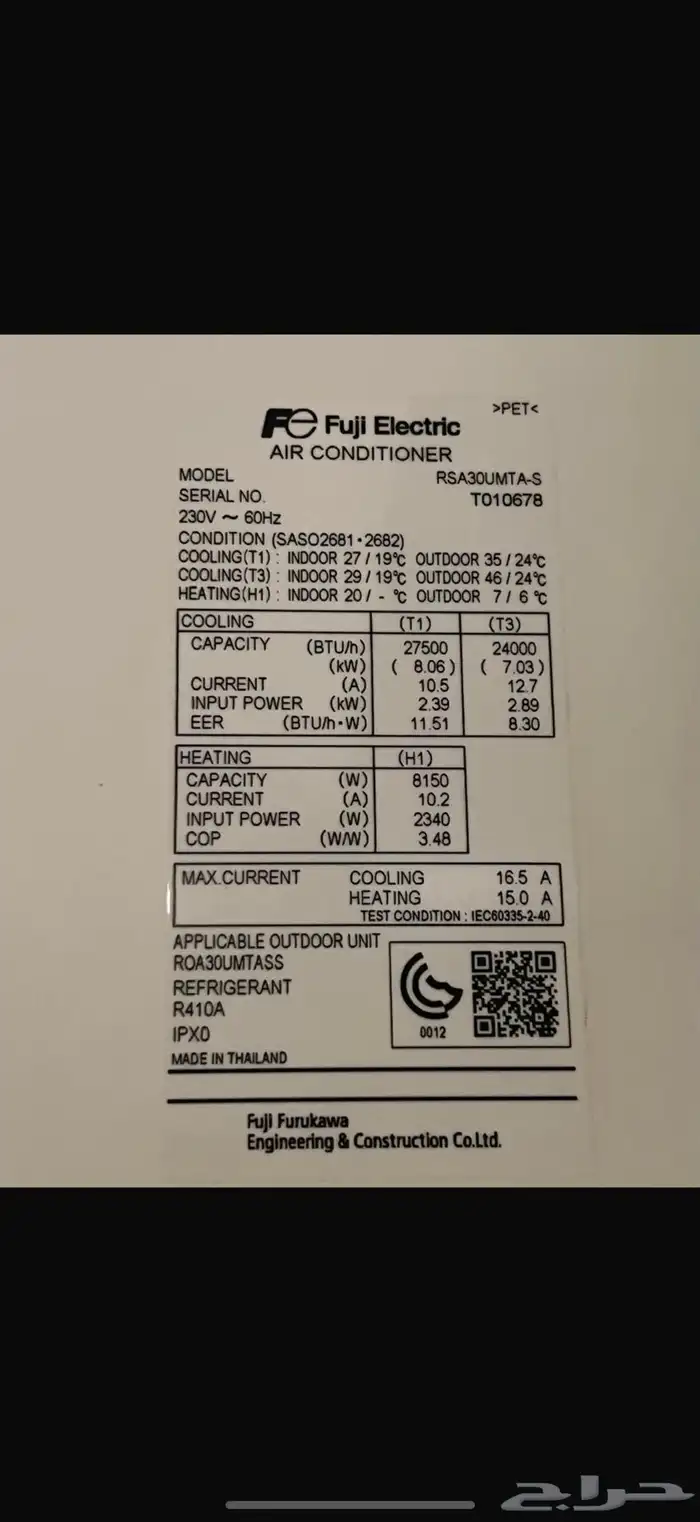 >PET<
Fe Fuji Electric
AIR CONDITIONER
MODEL RSA30UMTA-S
SERIAL NO. T010678
230V ~ 60Hz
CONDITION (SASO2681・2682)
COOLING(T1) : INDOOR 27 / 19℃ OUTDOOR 35 / 24℃
COOLING(T3) : INDOOR 29 / 19℃ OUTDOOR 46 / 24℃
HEATING(H1) : INDOOR 20 / - ℃ OUTDOOR 7 / 6 ℃
COOLING (T1) (T3)
CAPACITY (BTU/h) 27500 24000
(kW) ( 8.06 ) ( 7.03 )
CURRENT (A) 10.5 12.7
INPUT POWER (kW) 2.39 2.89
EER (BTU/h・W) 11.51 8.30
HEATING (H1)
CAPACITY (W) 8150
CURRENT (A) 10.2
INPUT POWER (W) 2340
COP (W/W) 3.48
MAX.CURRENT COOLING 16.5 A
HEATING 15.0 A
TEST CONDITION : IEC60335-2-40
APPLICABLE OUTDOOR UNIT
ROA30UMTASS
REFRIGERANT
R410A
IPX0
0012
MADE IN THAILAND
Fuji Furukawa
Engineering & Construction Co.Ltd.
حراج